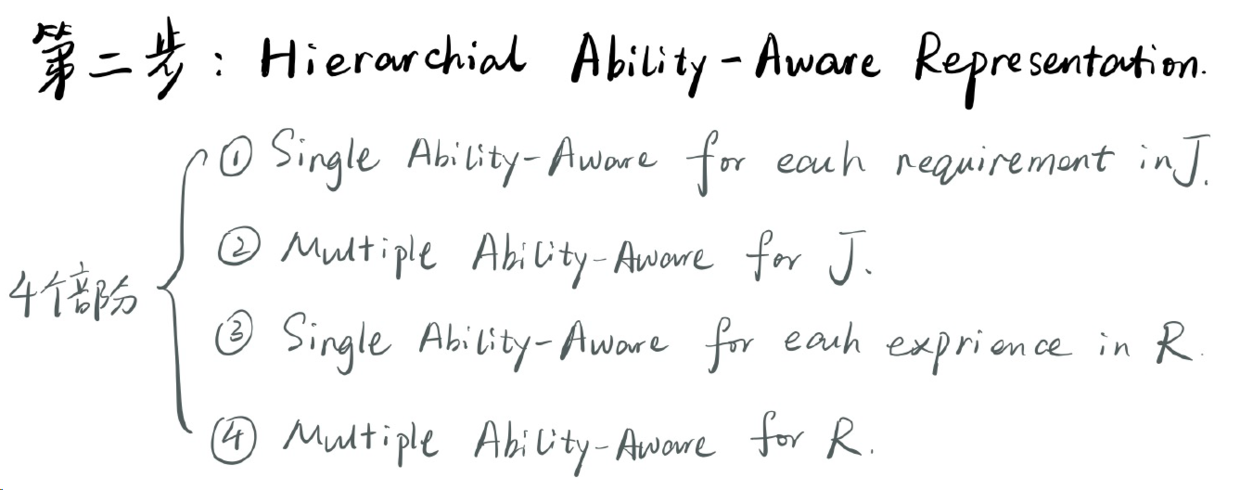 第二步: Hierarchial Ability-Aware Representation.
① Single Ability-Aware for each requirement in J.
② Multiple Ability-Aware for J.
4个部份
③ Single Ability-Aware for each exprience in R.
④ Multiple Ability-Aware for R.